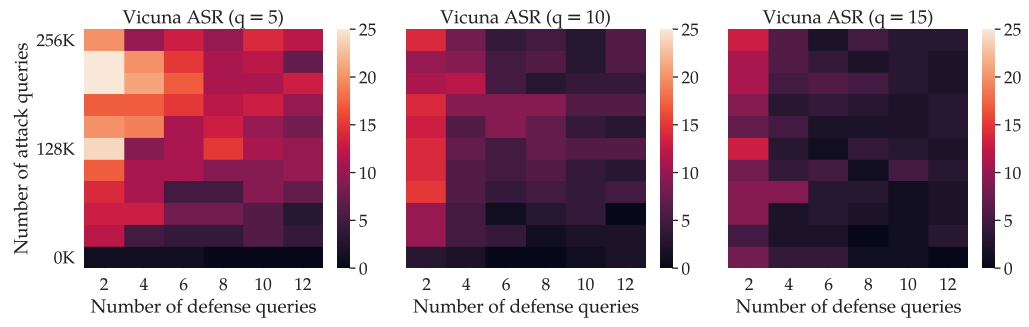 Vicuna ASR (q = 5)
Vicuna ASR (q = 10)
Vicuna ASR (q = 15)
Number of attack queries
256K
128K
0K
25
20
15
10
5
0
25
20
15
10
5
0
25
20
15
10
5
0
2 4 6 8 10 12
2 4 6 8 10 12
2 4 6 8 10 12
Number of defense queries
Number of defense queries
Number of defense queries